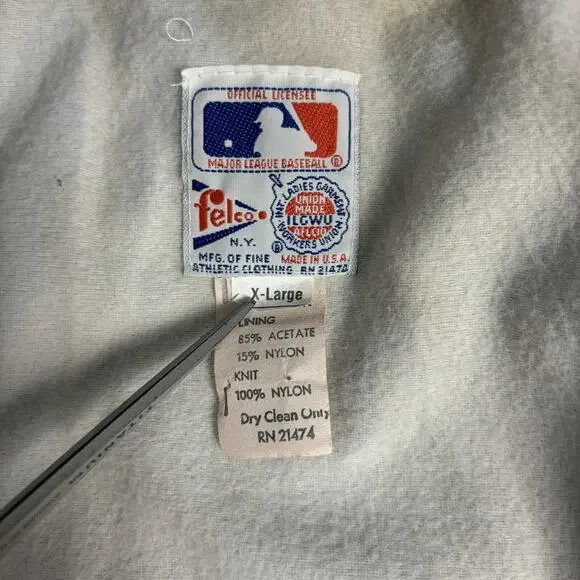 OFFICIAL LICENSEE
MAJOR LEAGUE BASEBALL ®
felco
N.Y.
INT. LADIES GARMENT WORKERS UNION
UNION MADE
ILGWU
AFL CIO
®
MFG. OF FINE MADE IN U.S.A.
ATHLETIC CLOTHING RN 21474
X-Large
LINING
85% ACETATE
15% NYLON
KNIT
100% NYLON
Dry Clean Only
RN 21474